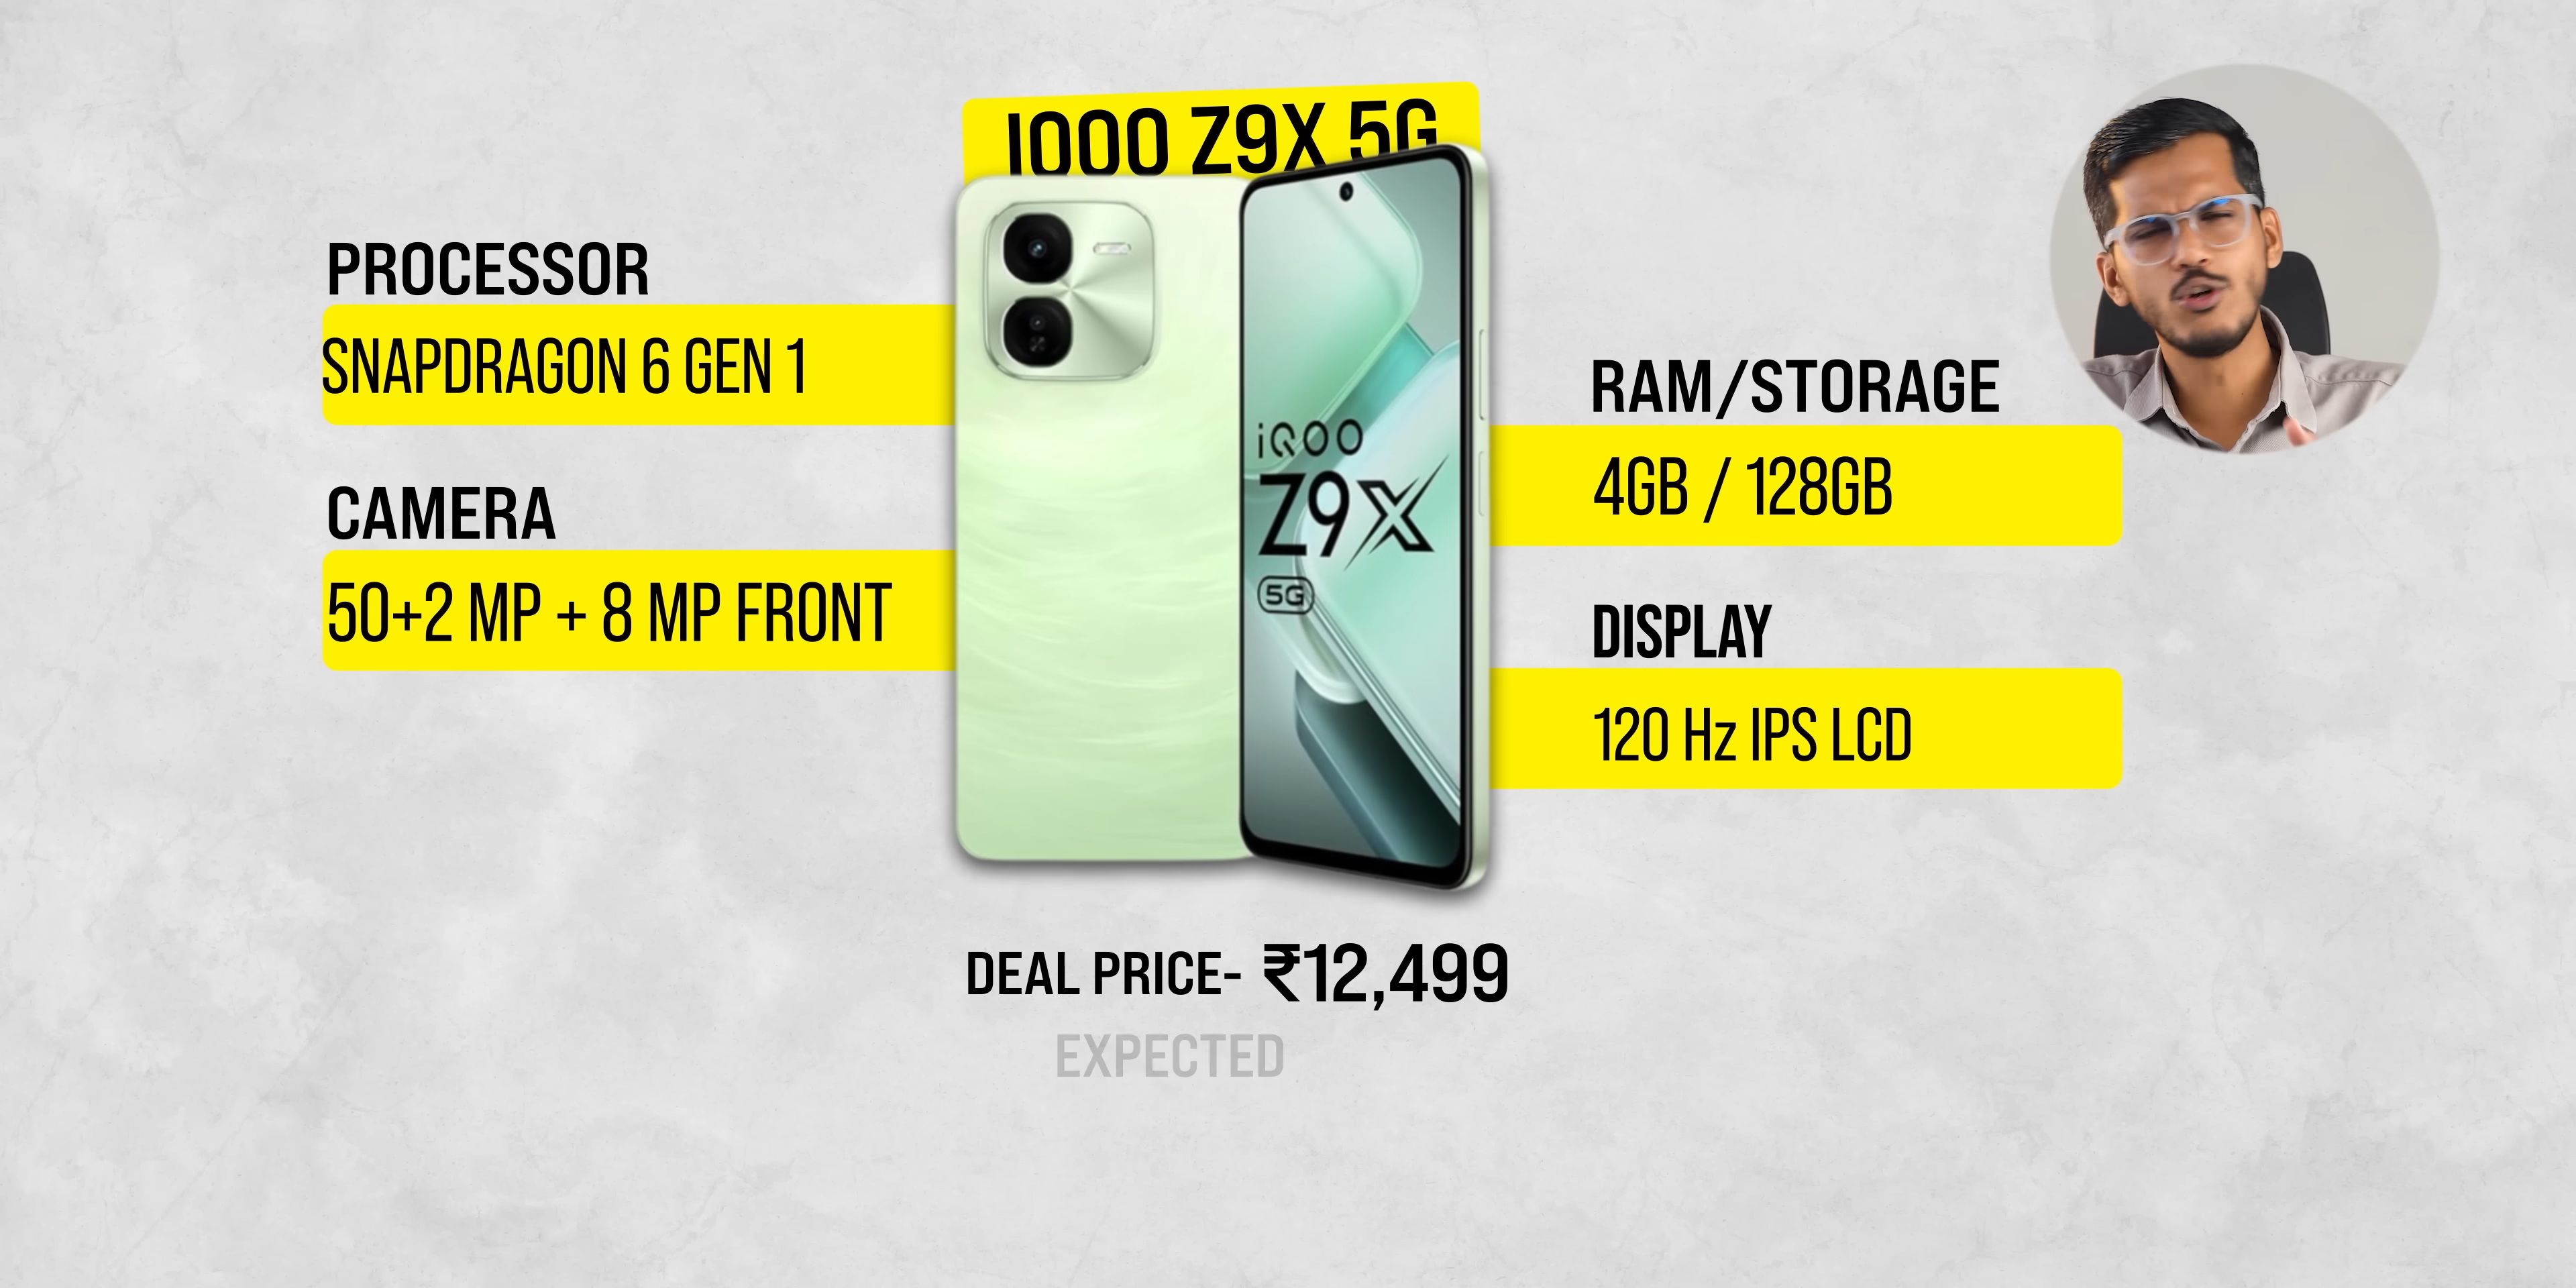 IQOO Z9X 5G
PROCESSOR
SNAPDRAGON 6 GEN 1
CAMERA
50+2 MP + 8 MP FRONT
iQOO
Z9X
5G
RAM/STORAGE
4GB / 128GB
DISPLAY
120 Hz IPS LCD
DEAL PRICE- ₹12,499
EXPECTED